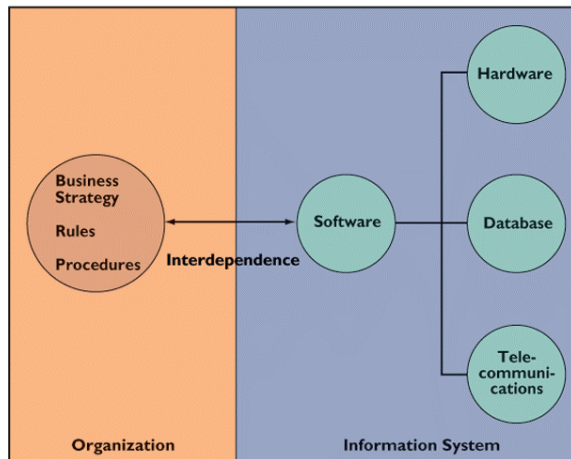 Business
Strategy
Rules
Procedures
Interdependence
Software
Hardware
Database
Tele-
communi-
cations
Organization
Information System